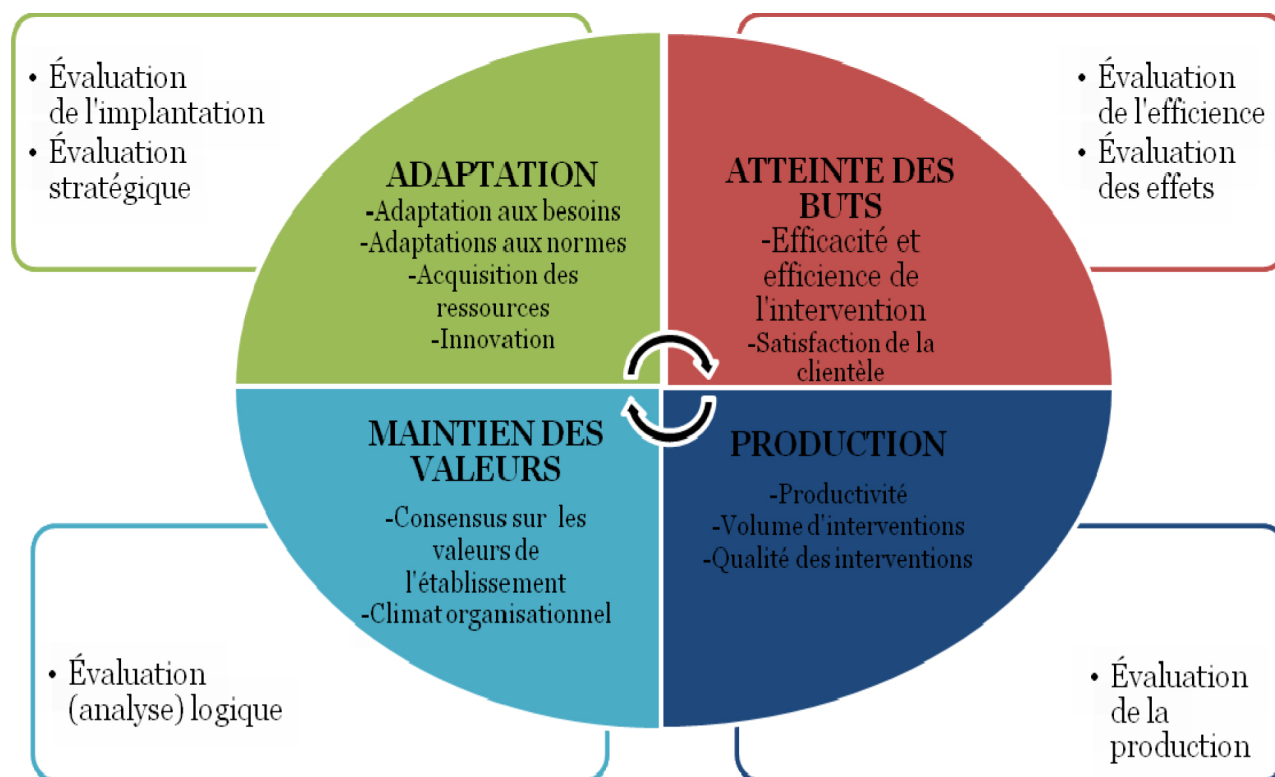 • Évaluation
de l'implantation
• Évaluation
stratégique
ADAPTATION
-Adaptation aux besoins
-Adaptations aux normes
-Acquisition des
ressources
-Innovation
ATTEINTE DES
BUTS
-Efficacité et
efficience de
l'intervention
-Satisfaction de la
clientèle
• Évaluation
de l'efficience
• Évaluation
des effets
MAINTIEN DES
VALEURS
-Consensus sur les
valeurs de
l'établissement
-Climat organisationnel
PRODUCTION
-Productivité
-Volume d'interventions
-Qualité des interventions
• Évaluation
(analyse) logique
• Évaluation
de la
production